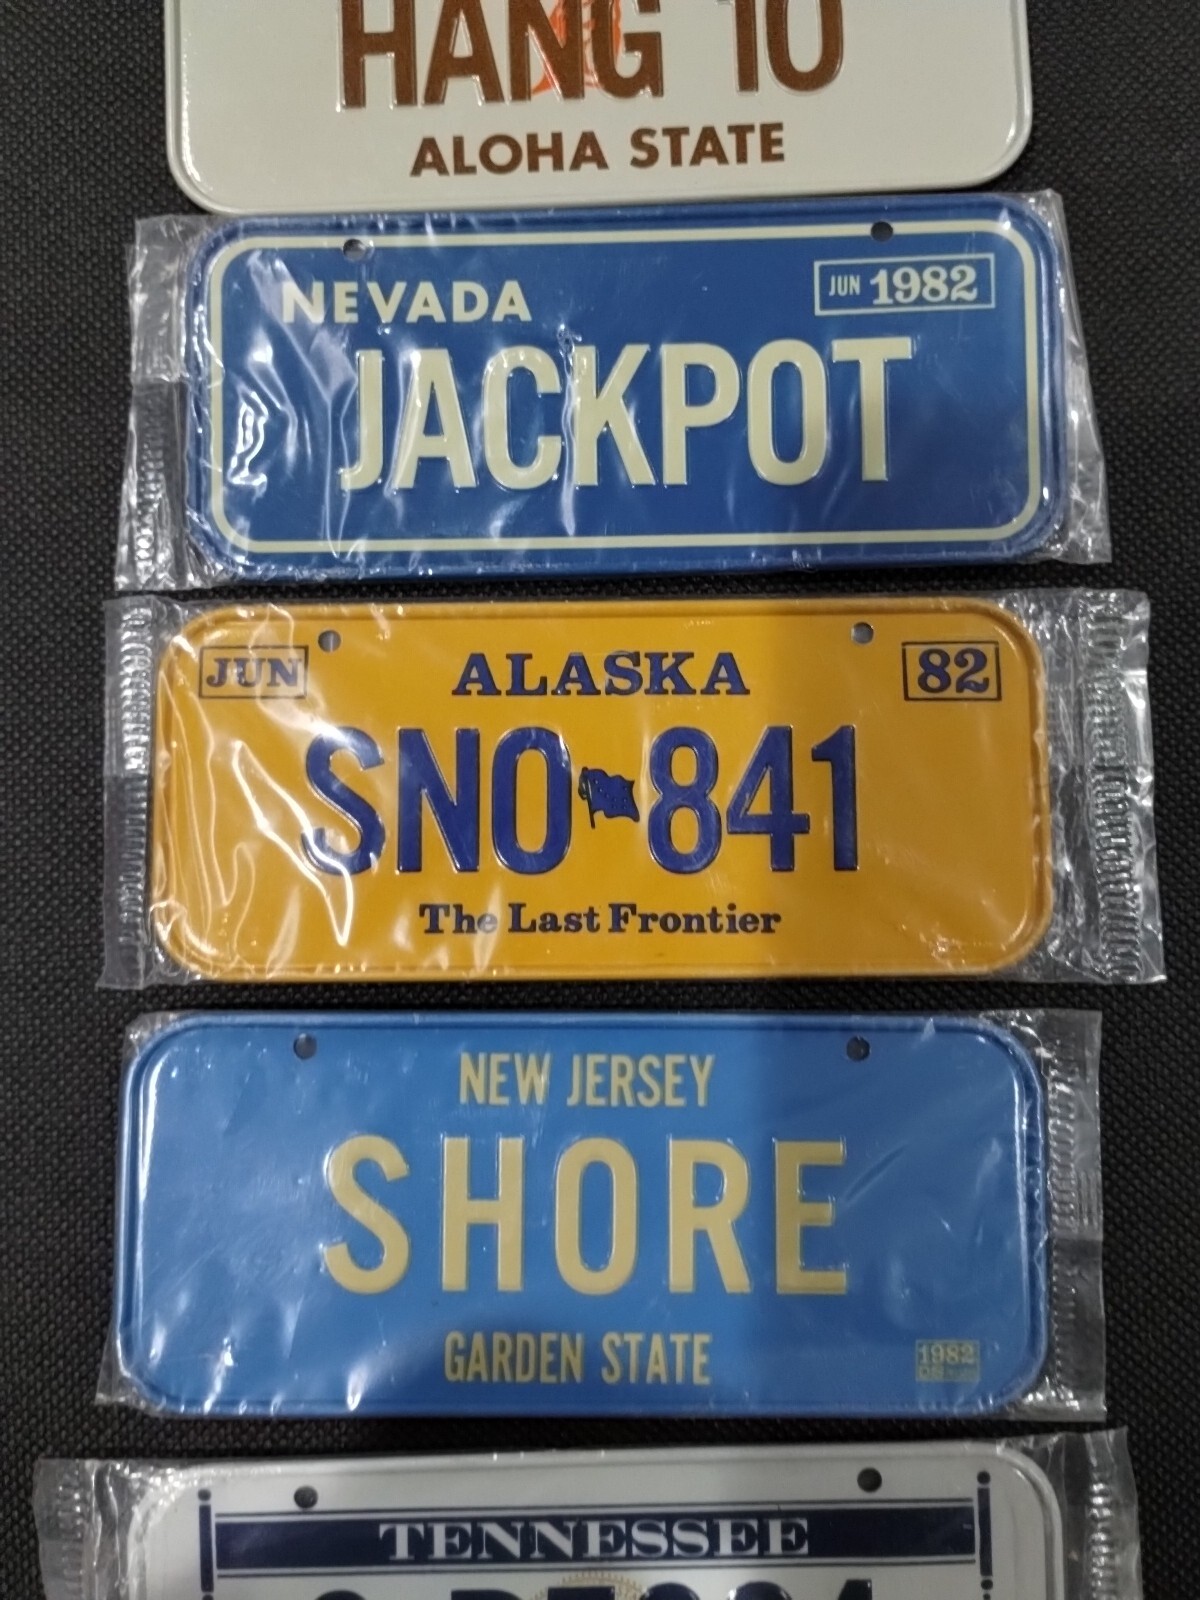 HANG 10
ALOHA STATE
NEVADA
JUN 1982
JACKPOT
JUN
ALASKA
82
SNO 841
The Last Frontier
NEW JERSEY
SHORE
GARDEN STATE
1982
TENNESSEE